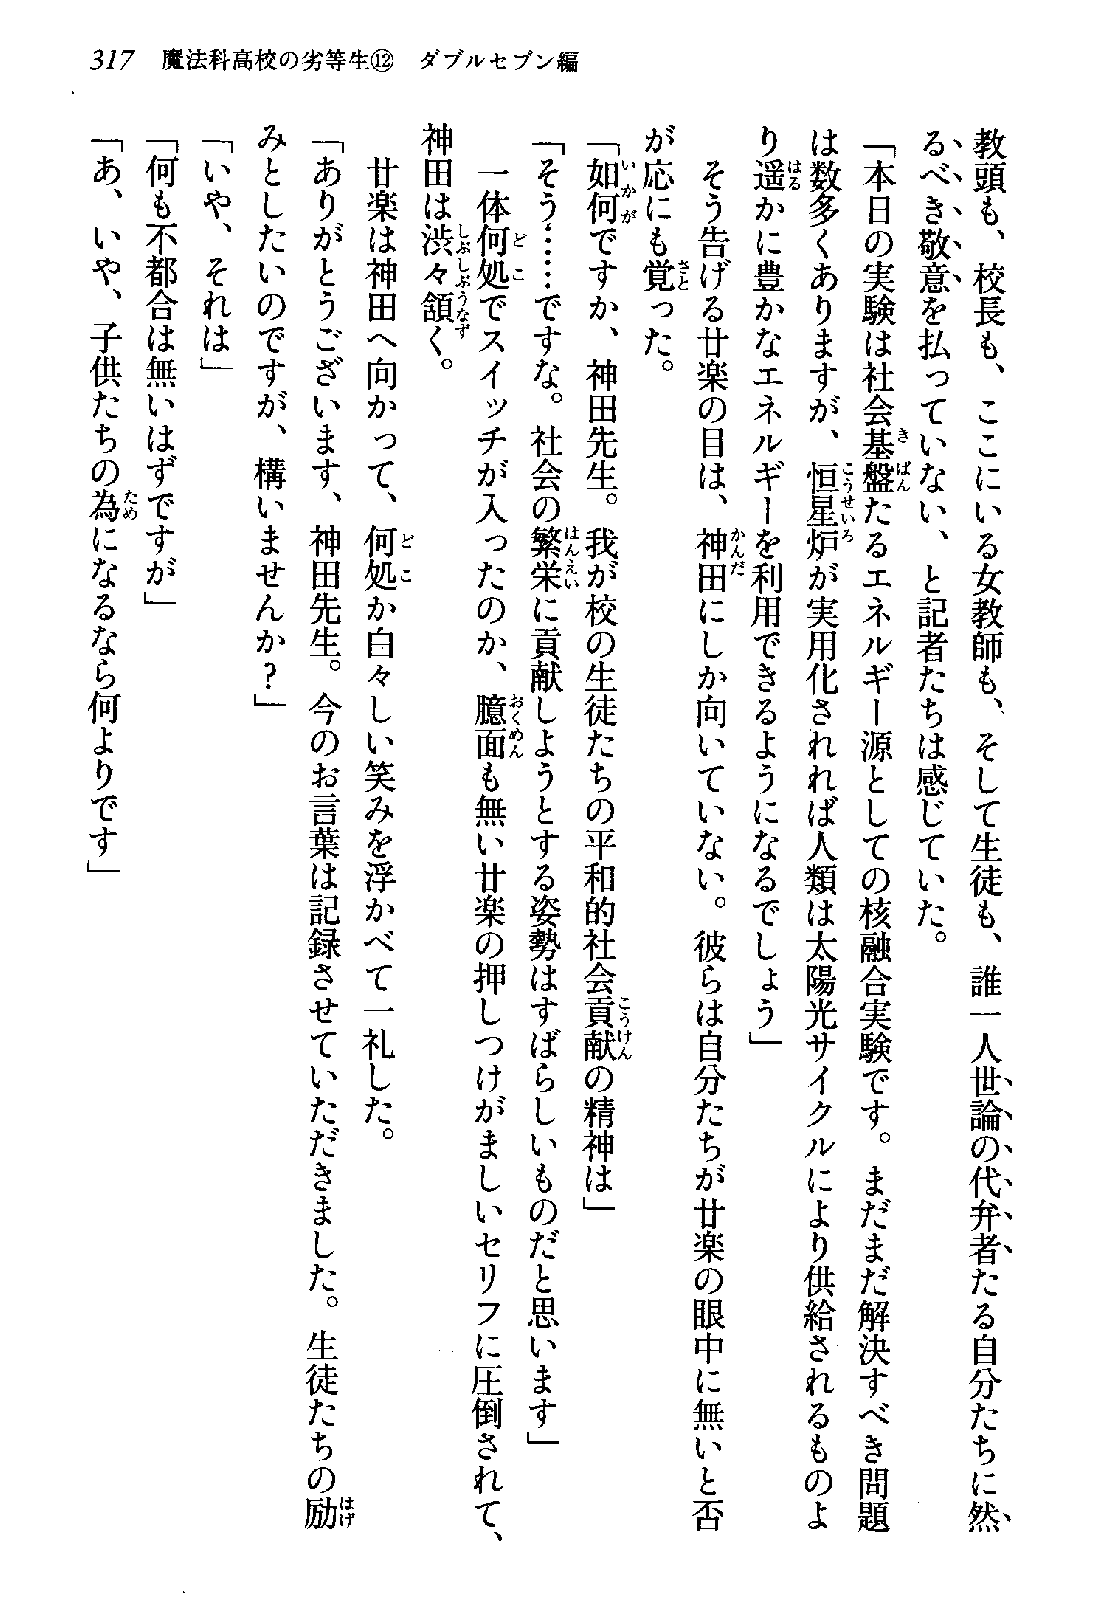 317　魔法科高校の劣等生⑫　ダブルセブン編
教頭も、校長も、ここにいる女教師も、そして生徒も、誰一人世論の代弁者たる自分たちに然
るべき敬意を払っていない、と記者たちは感じていた。
「本日の実験は社会基盤たるエネルギー源としての核融合実験です。まだまだ解決すべき問題
は数多くありますが、恒星炉が実用化されれば人類は太陽光サイクルにより供給されるものよ
り遥かに豊かなエネルギーを利用できるようになるでしょう」
　そう告げる廿楽の目は、神田にしか向いていない。彼らは自分たちが廿楽の眼中に無いと否
が応にも覚った。
「如何ですか、神田先生。我が校の生徒たちの平和的社会貢献の精神は」
「そう……ですな。社会の繁栄に貢献しようとする姿勢はすばらしいものだと思います」
　一体何処でスイッチが入ったのか、臆面も無い廿楽の押しつけがましいセリフに圧倒されて、
神田は渋々頷く。
　廿楽は神田へ向かって、何処か白々しい笑みを浮かべて一礼した。
「ありがとうございます、神田先生。今のお言葉は記録させていただきました。生徒たちの励
みとしたいのですが、構いませんか？」
「いや、それは」
「何も不都合は無いはずですが」
「あ、いや、子供たちの為になるなら何よりです」